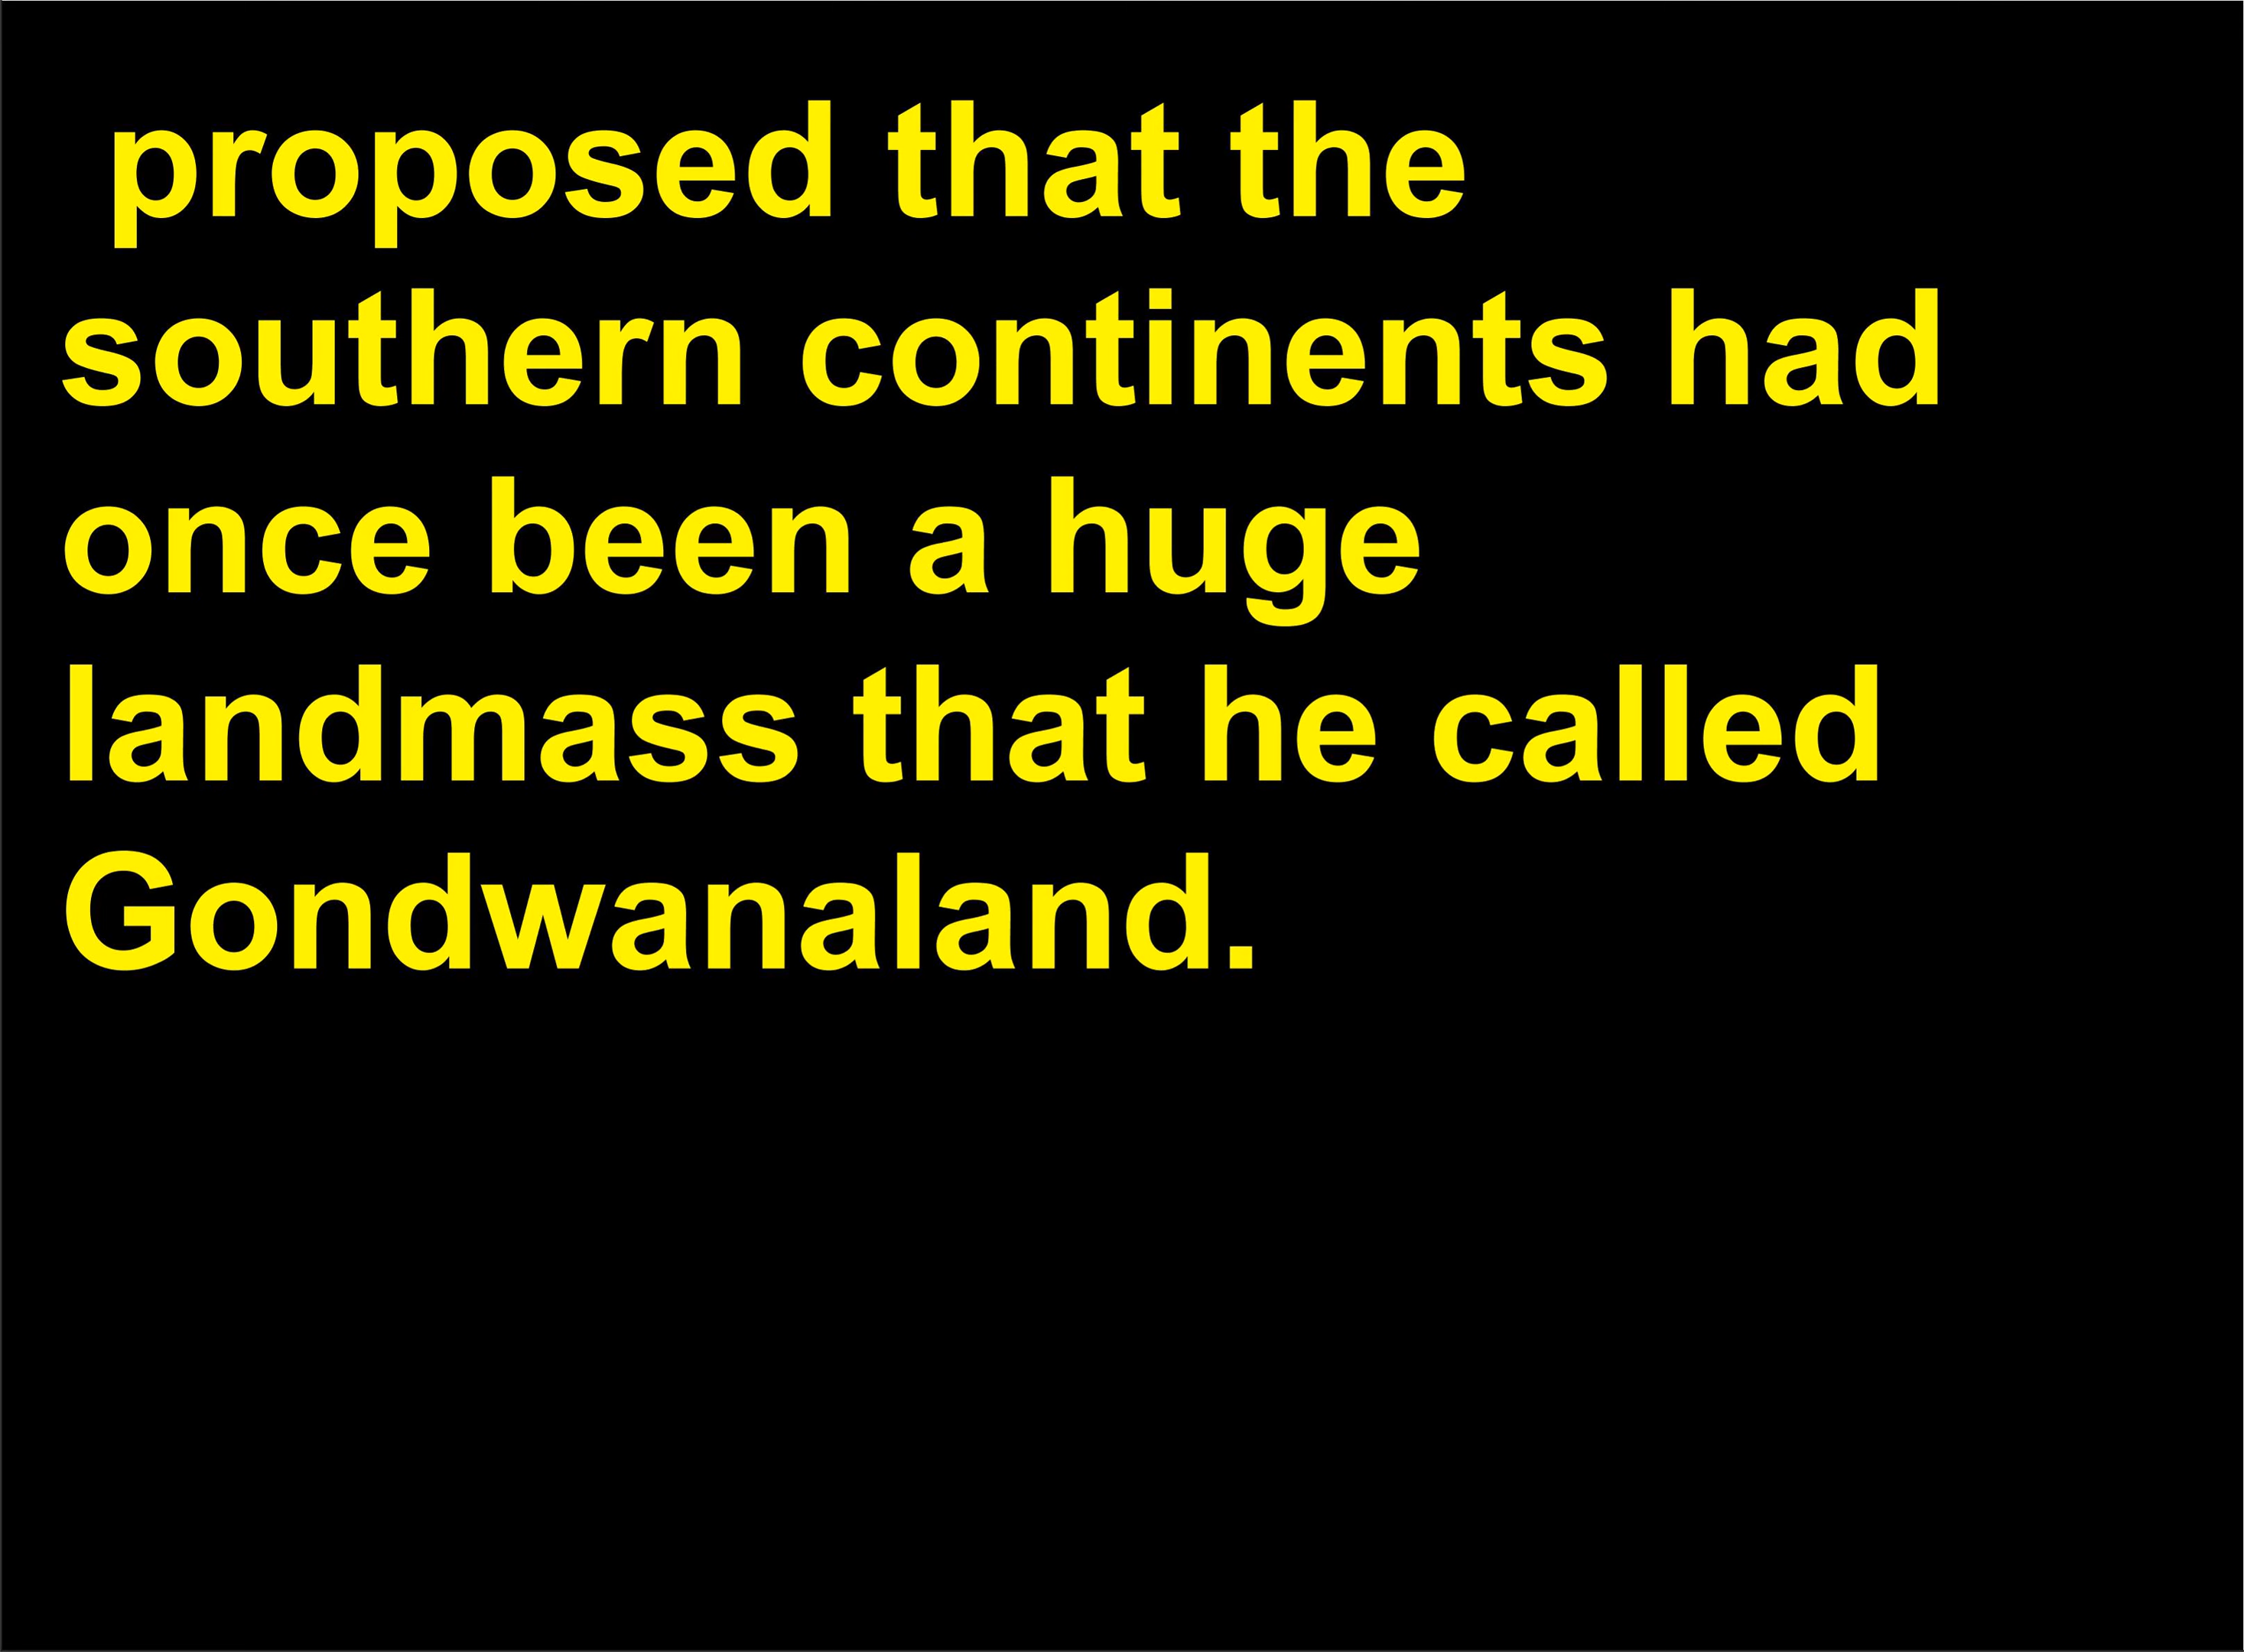 proposed that the
southern continents had
once been a huge
landmass that he called
Gondwanaland.